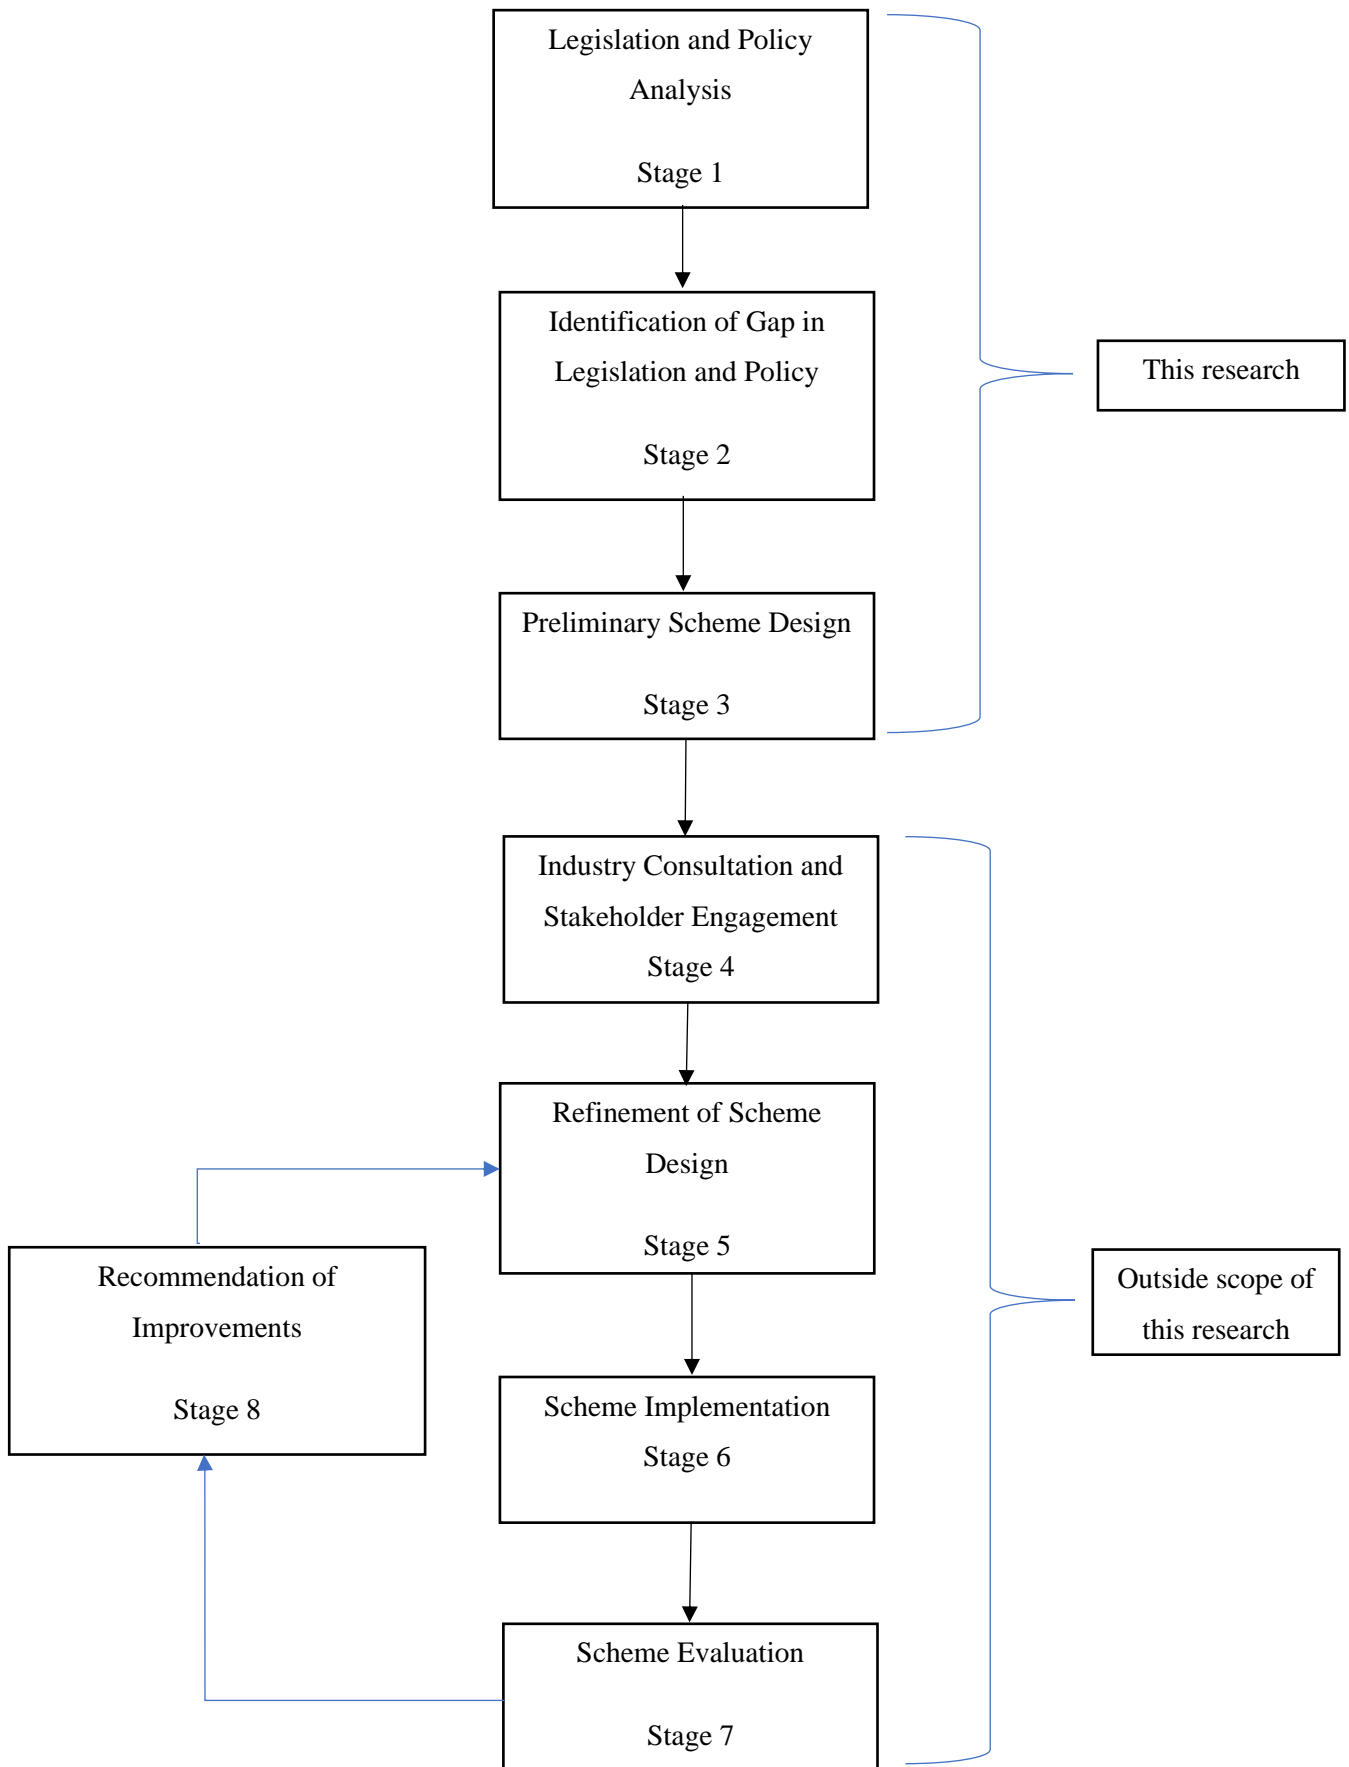 Legislation and Policy
Analysis
Stage 1
Identification of Gap in
Legislation and Policy
Stage 2
This research
Preliminary Scheme Design
Stage 3
Industry Consultation and
Stakeholder Engagement
Stage 4
Refinement of Scheme
Design
Stage 5
Recommendation of
Improvements
Stage 8
Outside scope of
this research
Scheme Implementation
Stage 6
Scheme Evaluation
Stage 7